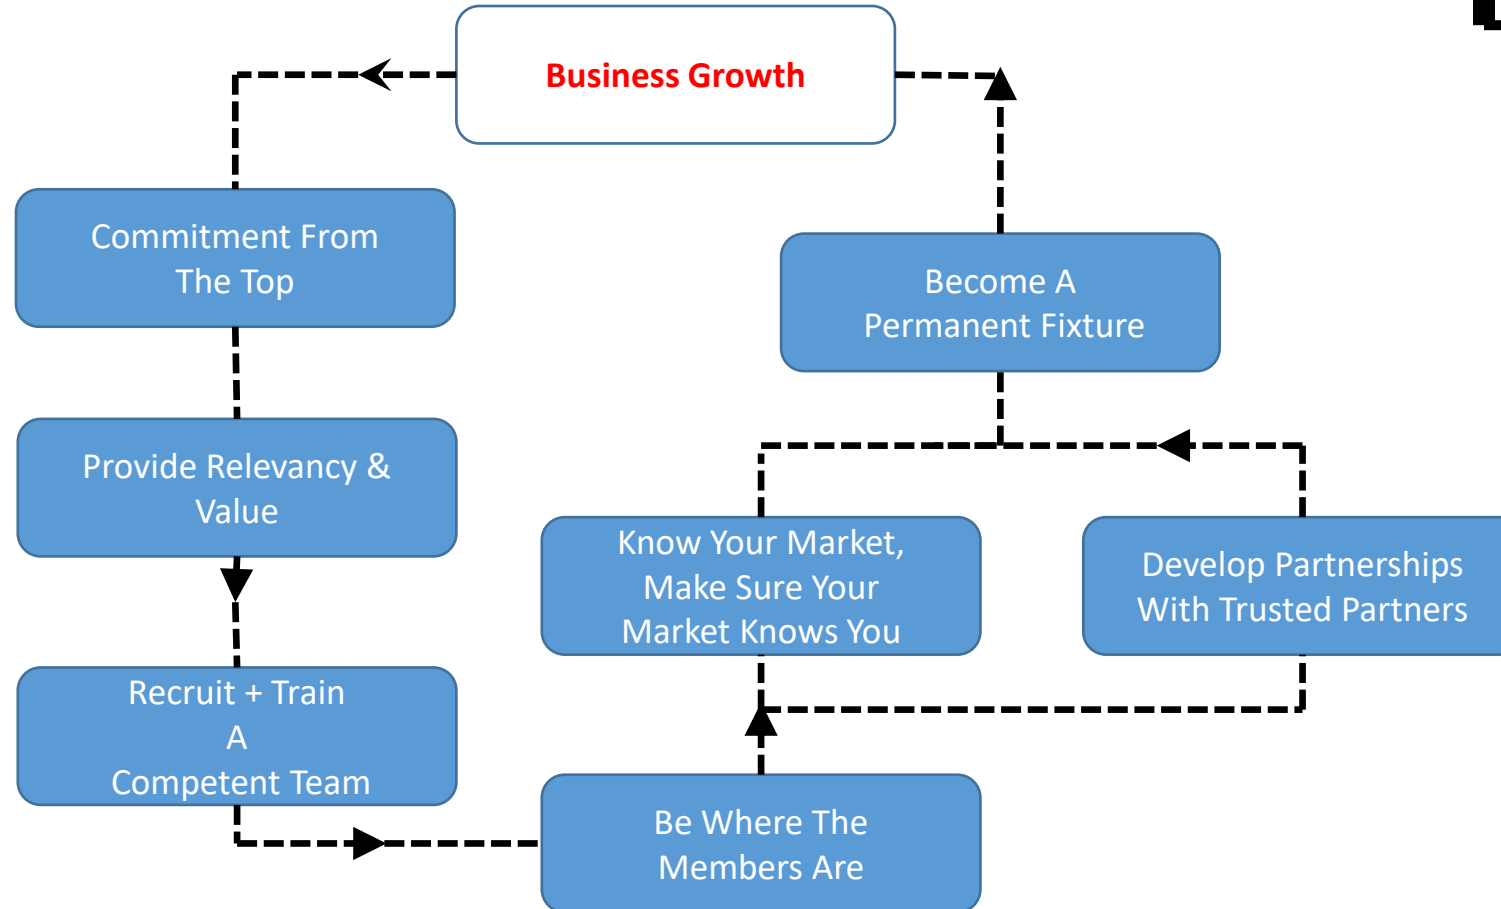 Business Growth
Commitment From
The Top
Provide Relevancy &
Value
Recruit + Train
A
Competent Team
Be Where The
Members Are
Know Your Market,
Make Sure Your
Market Knows You
Develop Partnerships
With Trusted Partners
Become A
Permanent Fixture